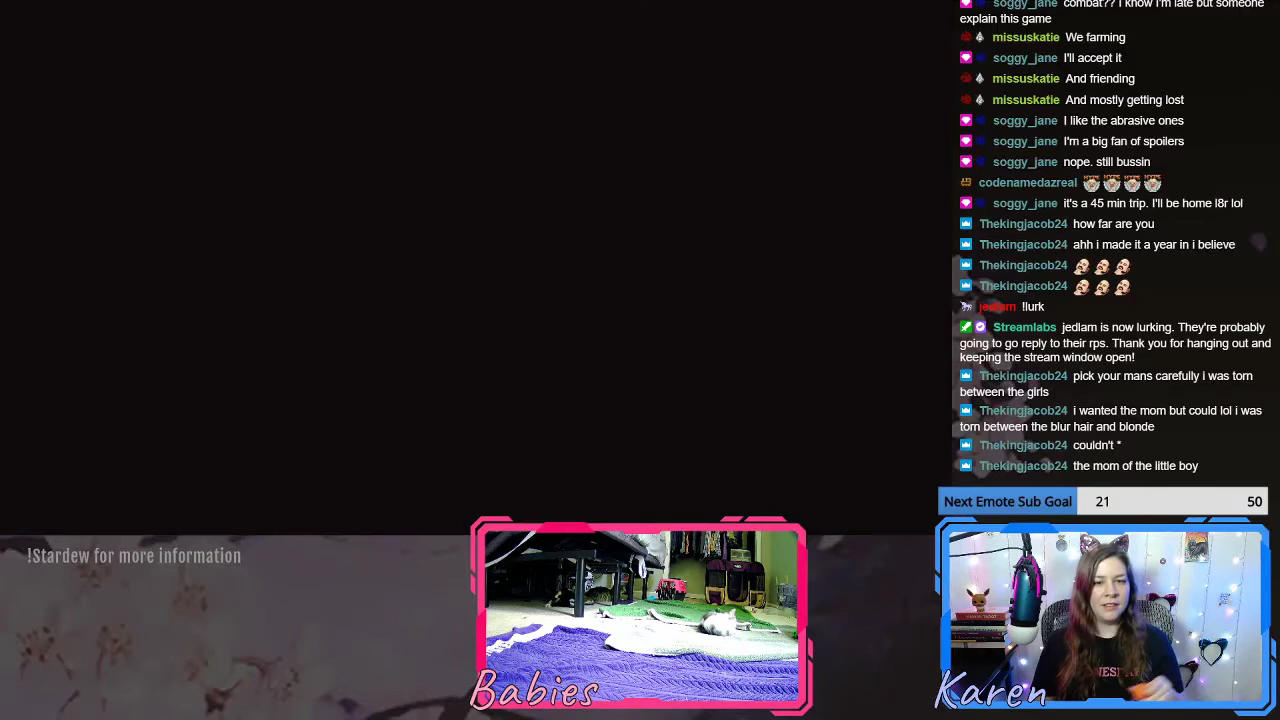 soggy_jane combat?? I know I'm late but someone
explain this game
missuskatie We farming
soggy_jane I'll accept it
missuskatie And friending
missuskatie And mostly getting lost
soggy_jane I like the abrasive ones
soggy_jane I'm a big fan of spoilers
soggy_jane nope. still bussin
codenamedazreal
soggy_jane it's a 45 min trip. I'll be home l8r lol
Thekingjacob24 how far are you
Thekingjacob24 ahh i made it a year in i believe
Thekingjacob24
Thekingjacob24
jedlam !lurk
Streamlabs jedlam is now lurking. They're probably
going to go reply to their rps. Thank you for hanging out and
keeping the stream window open!
Thekingjacob24 pick your mans carefully i was torn
between the girls
Thekingjacob24 i wanted the mom but could lol i was
torn between the blur hair and blonde
Thekingjacob24 couldn't *
Thekingjacob24 the mom of the little boy
Next Emote Sub Goal 21 50
!Stardew for more information
Babies
Karen